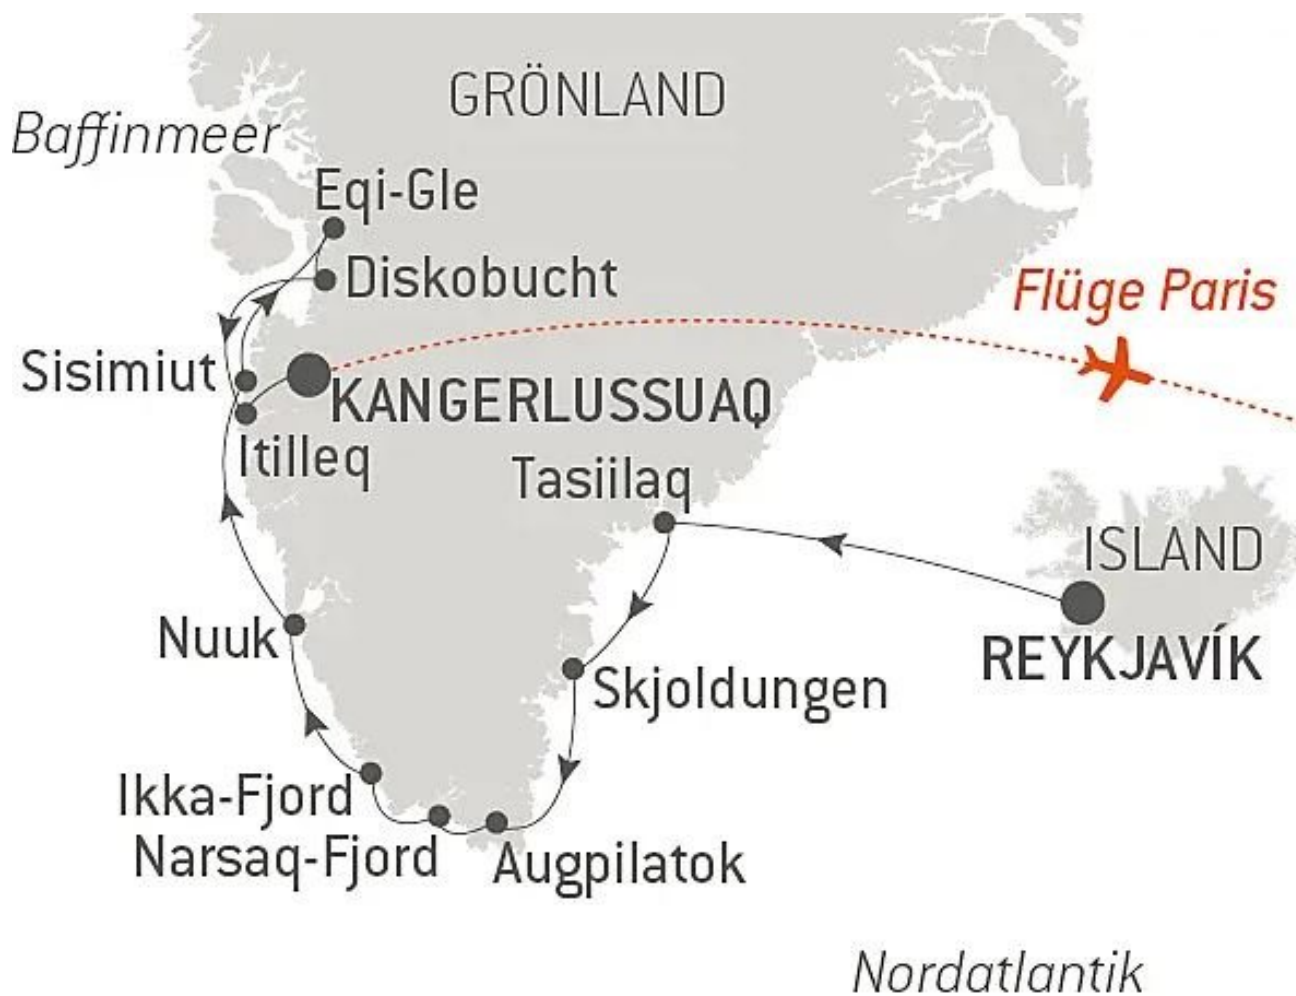 GRÖNLAND
Baffinmeer
Eqi-Gle
Diskobucht
Flüge Paris
Sisimiut
KANGERLUSSUAQ
Itilleq
Tasiilaq
ISLAND
REYKJAVÍK
Nuuk
Skjoldungen
Ikka-Fjord
Narsaq-Fjord
Augpilatok
Nordatlantik